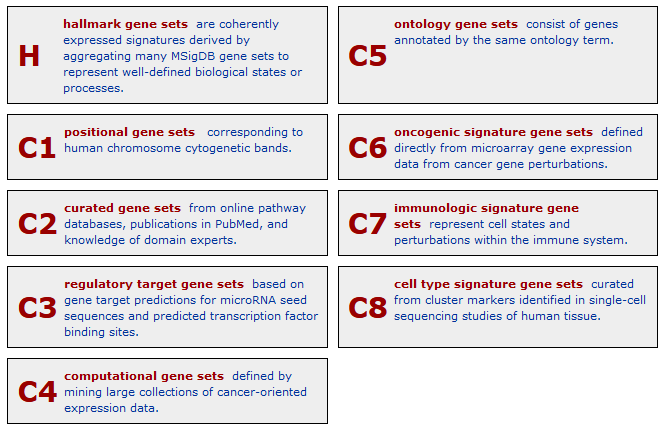 H
hallmark gene sets are coherently
expressed signatures derived by
aggregating many MSigDB gene sets to
represent well-defined biological states or
processes.
C1
positional gene sets corresponding to
human chromosome cytogenetic bands.
C2
curated gene sets from online pathway
databases, publications in PubMed, and
knowledge of domain experts.
C3
regulatory target gene sets based on
gene target predictions for microRNA seed
sequences and predicted transcription factor
binding sites.
C4
computational gene sets defined by
mining large collections of cancer-oriented
expression data.
C5
ontology gene sets consist of genes
annotated by the same ontology term.
C6
oncogenic signature gene sets defined
directly from microarray gene expression
data from cancer gene perturbations.
C7
immunologic signature gene
sets represent cell states and
perturbations within the immune system.
C8
cell type signature gene sets curated
from cluster markers identified in single-cell
sequencing studies of human tissue.